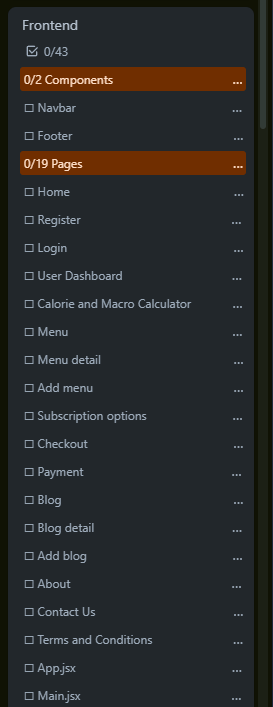 Frontend
0/43
0/2 Components
...
Navbar
...
Footer
...
0/19 Pages
...
Home
...
Register
...
Login
...
User Dashboard
...
Calorie and Macro Calculator
...
Menu
...
Menu detail
...
Add menu
...
Subscription options
...
Checkout
...
Payment
...
Blog
...
Blog detail
...
Add blog
...
About
...
Contact Us
...
Terms and Conditions
...
App.jsx
...
Main.jsx
...